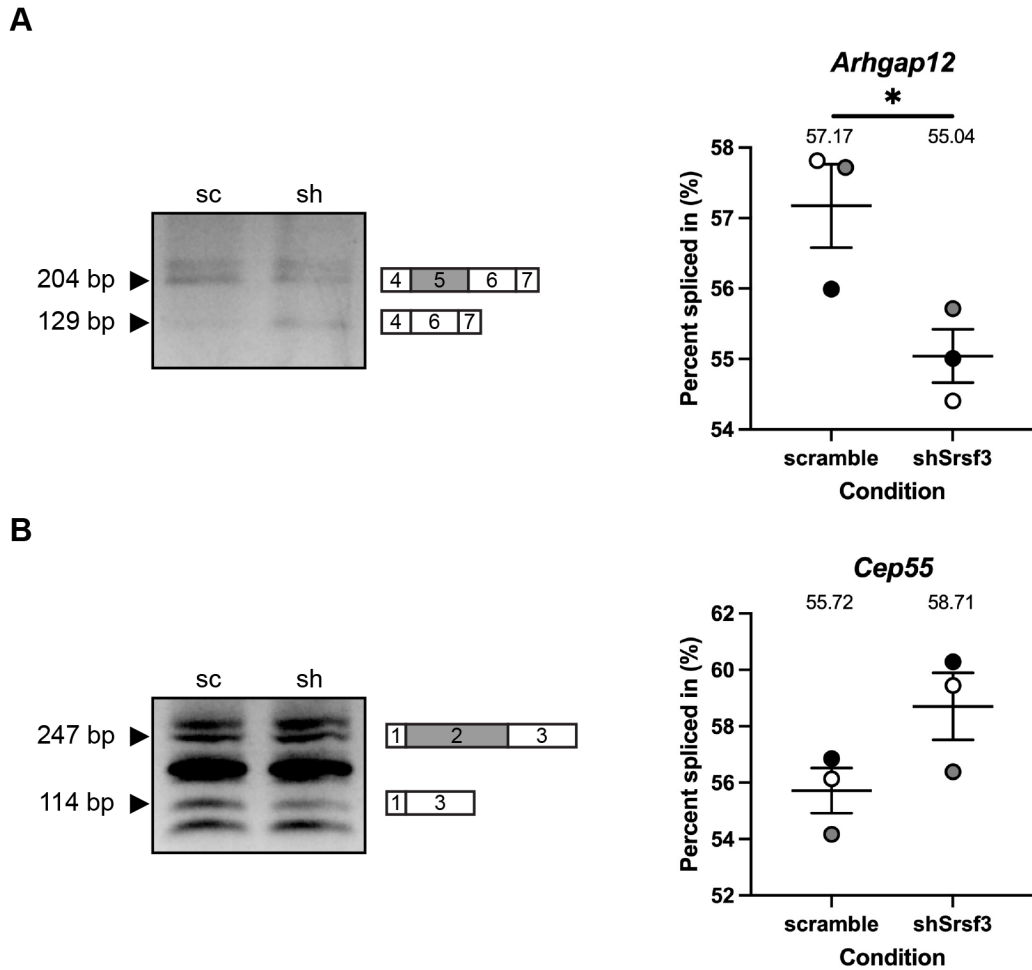 A
Arhgap12
*
57.17 55.04
58
57
56
55
54
Percent spliced in (%)
scramble shSrsf3
Condition
sc sh
204 bp
4 5 6 7
129 bp
4 6 7
B
Cep55
55.72 58.71
62
60
58
56
54
52
Percent spliced in (%)
scramble shSrsf3
Condition
sc sh
247 bp
1 2 3
114 bp
1 3